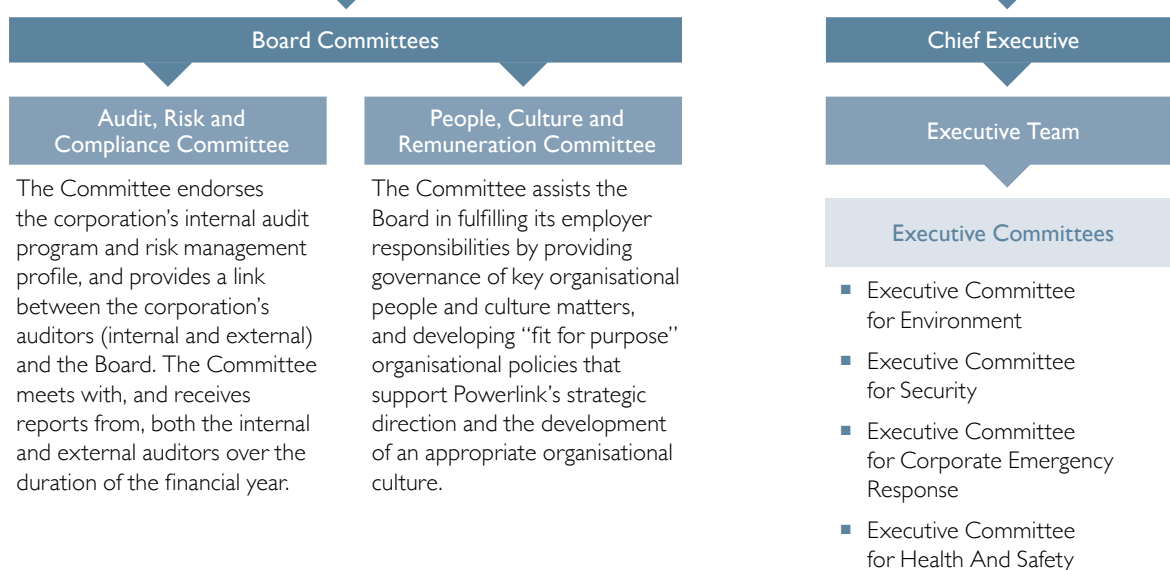 Board Committees
Audit, Risk and
Compliance Committee
The Committee endorses
the corporation's internal audit
program and risk management
profile, and provides a link
between the corporation's
auditors (internal and external)
and the Board. The Committee
meets with, and receives
reports from, both the internal
and external auditors over the
duration of the financial year.
People, Culture and
Remuneration Committee
The Committee assists the
Board in fulfilling its employer
responsibilities by providing
governance of key organisational
people and culture matters,
and developing “fit for purpose”
organisational policies that
support Powerlink's strategic
direction and the development
of an appropriate organisational
culture.
Chief Executive
Executive Team
Executive Committees
▪ Executive Committee
for Environment
▪ Executive Committee
for Security
▪ Executive Committee
for Corporate Emergency
Response
▪ Executive Committee
for Health And Safety